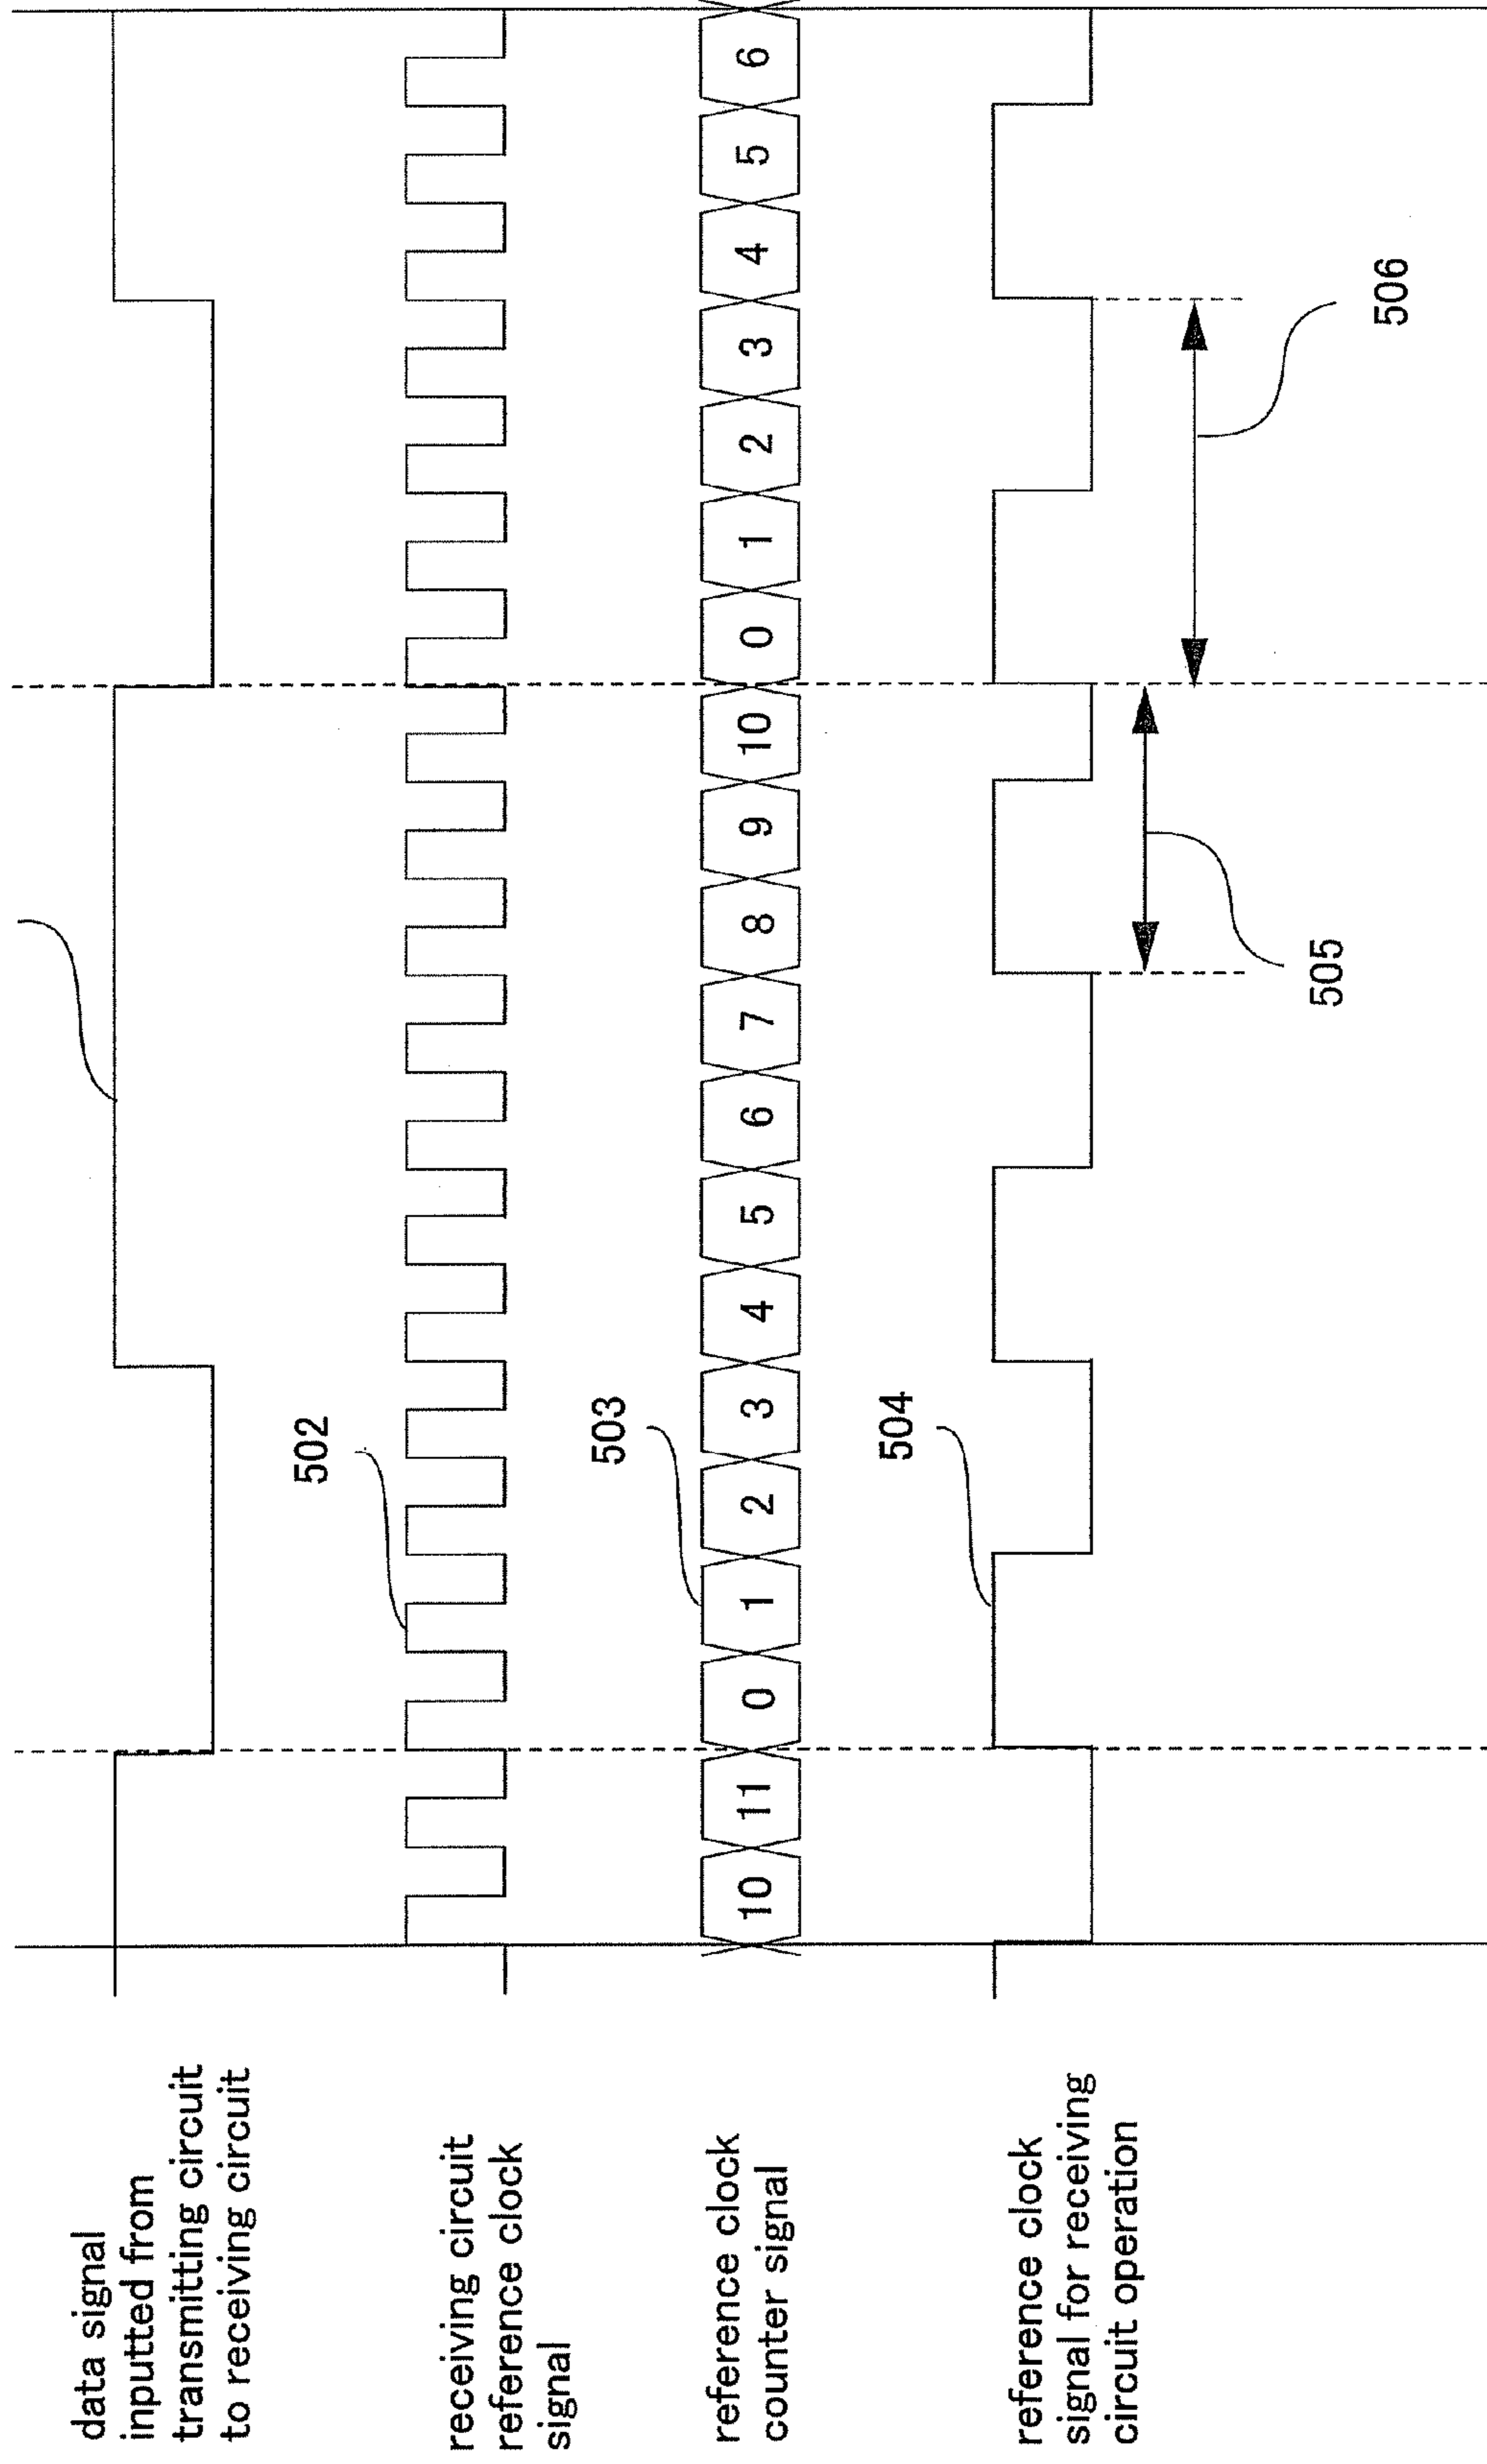 data signal
inputted from
transmitting circuit
to receiving circuit
502
receiving circuit
reference clock
signal
503
reference clock
counter signal
10 11 0 1 2 3 4 5 6 7 8 9 10 0 1 2 3 4 5 6
504
reference clock
signal for receiving
circuit operation
505
506